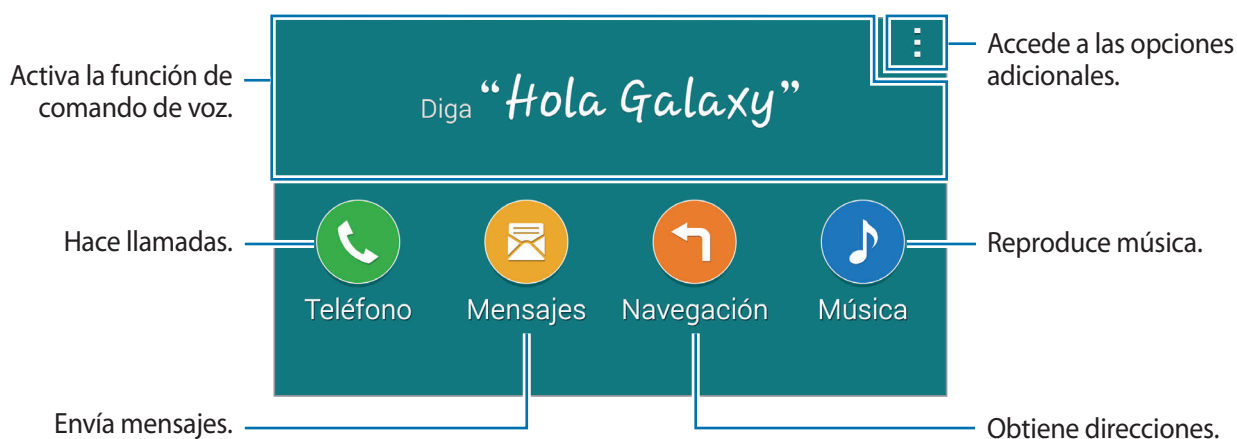 Activa la función de
comando de voz.
Accede a las opciones
adicionales.
Diga “Hola Galaxy”
Hace llamadas.
Reproduce música.
Teléfono
Mensajes
Navegación
Música
Envía mensajes.
Obtiene direcciones.